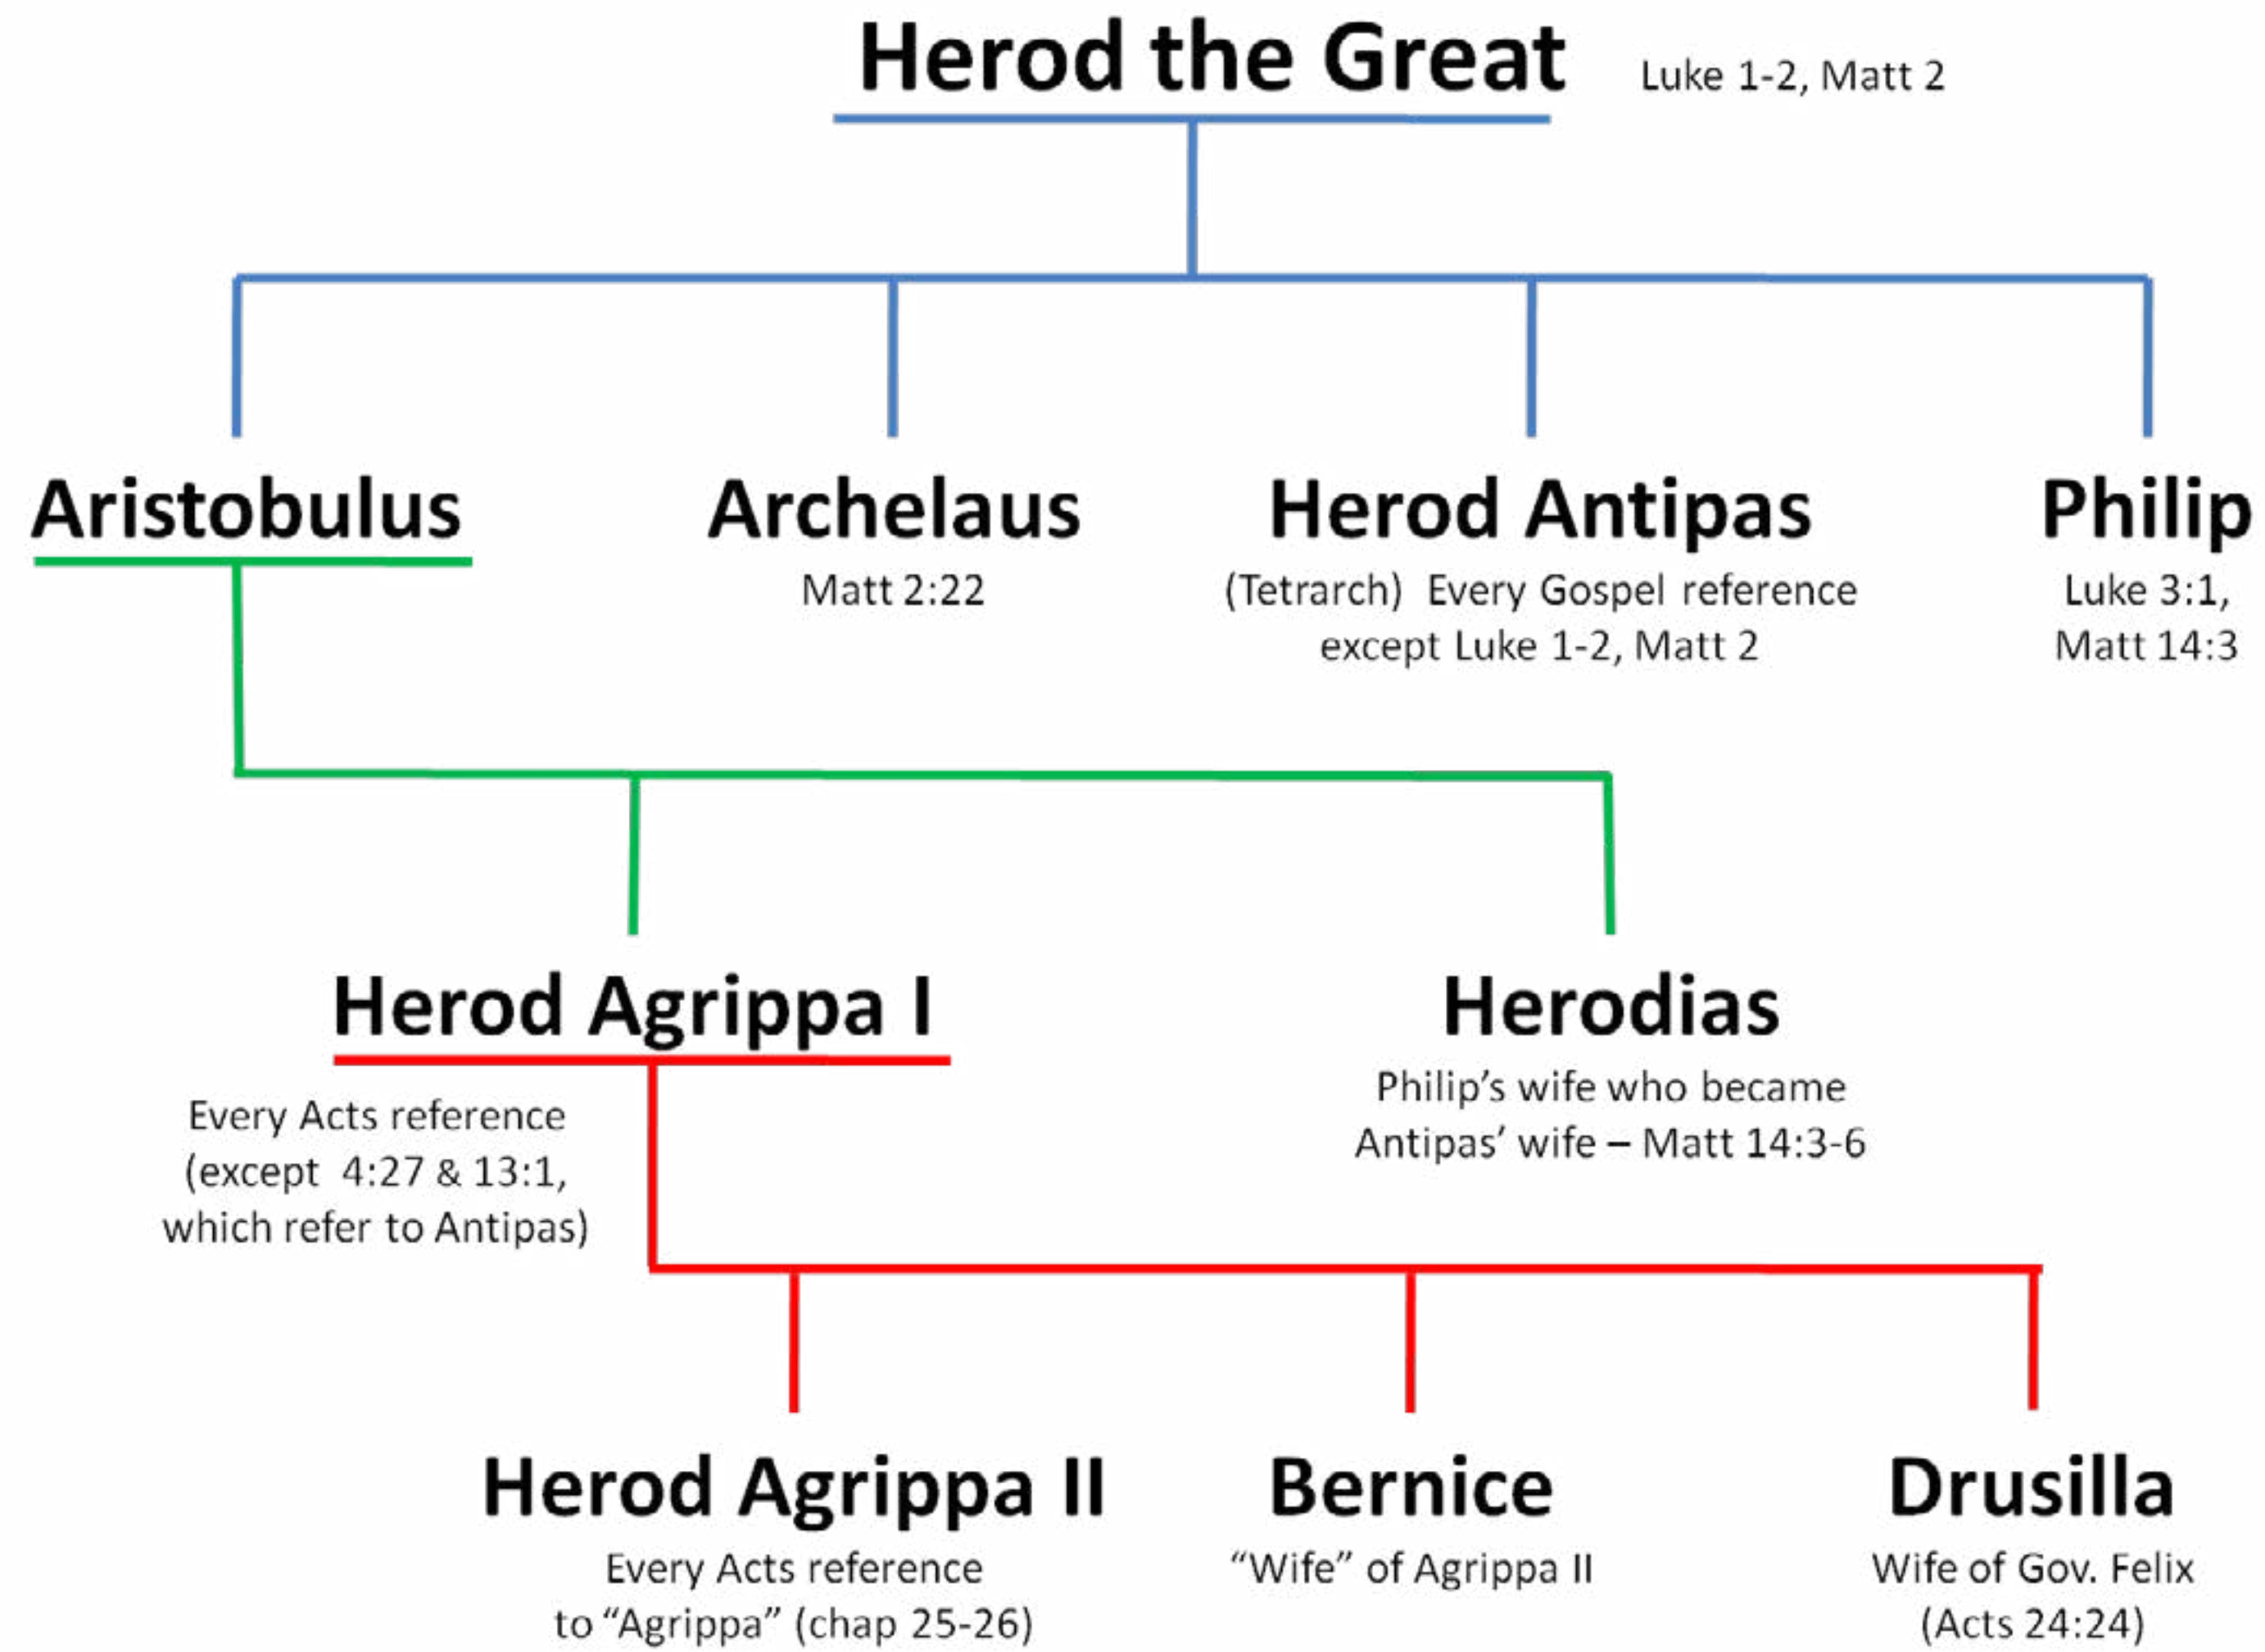 Herod the Great
Luke 1-2, Matt 2
Aristobulus
Archelaus
Matt 2:22
Herod Antipas
(Tetrarch) Every Gospel reference
except Luke 1-2, Matt 2
Philip
Luke 3:1,
Matt 14:3
Herod Agrippa I
Every Acts reference
(except 4:27 & 13:1,
which refer to Antipas)
Herodias
Philip’s wife who became
Antipas’ wife – Matt 14:3-6
Herod Agrippa II
Every Acts reference
to “Agrippa” (chap 25-26)
Bernice
“Wife” of Agrippa II
Drusilla
Wife of Gov. Felix
(Acts 24:24)